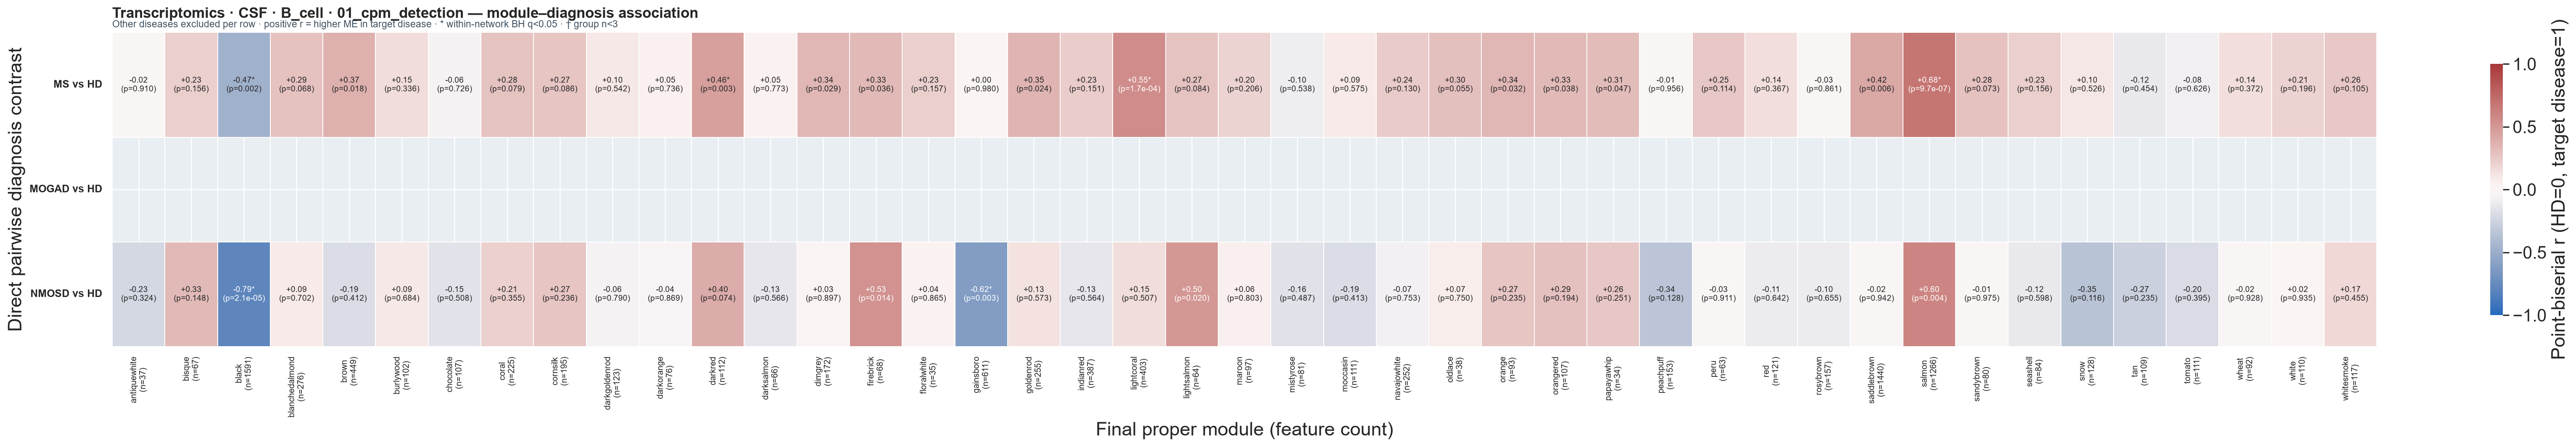 Transcriptomics · CSF · B_cell · 01_cpm_detection — module–diagnosis association
Other diseases excluded per row · positive r = higher ME in target disease · * within-network BH q<0.05 · † group n<3
Direct pairwise diagnosis contrast
MS vs HD
-0.02 (p=0.910)
+0.23 (p=0.156)
-0.47* (p=0.002)
+0.29 (p=0.068)
+0.37 (p=0.018)
+0.15 (p=0.336)
-0.06 (p=0.726)
+0.28 (p=0.079)
+0.27 (p=0.086)
+0.10 (p=0.542)
+0.05 (p=0.736)
+0.46* (p=0.003)
+0.05 (p=0.773)
+0.34 (p=0.029)
+0.33 (p=0.036)
+0.23 (p=0.157)
+0.00 (p=0.980)
+0.35 (p=0.024)
+0.23 (p=0.151)
+0.55* (p=1.7e-04)
+0.27 (p=0.084)
+0.20 (p=0.206)
-0.10 (p=0.538)
+0.09 (p=0.575)
+0.24 (p=0.130)
+0.30 (p=0.055)
+0.34 (p=0.032)
+0.33 (p=0.038)
+0.31 (p=0.047)
-0.01 (p=0.956)
+0.25 (p=0.114)
+0.14 (p=0.367)
-0.03 (p=0.861)
+0.42 (p=0.006)
+0.68* (p=9.7e-07)
+0.28 (p=0.073)
+0.23 (p=0.156)
+0.10 (p=0.526)
-0.12 (p=0.454)
-0.08 (p=0.626)
+0.14 (p=0.372)
+0.21 (p=0.196)
+0.26 (p=0.105)
MOGAD vs HD
NMOSD vs HD
-0.23 (p=0.324)
+0.33 (p=0.148)
-0.79* (p=2.1e-05)
+0.09 (p=0.702)
-0.19 (p=0.412)
+0.09 (p=0.684)
-0.15 (p=0.508)
+0.21 (p=0.355)
+0.27 (p=0.236)
-0.06 (p=0.790)
-0.04 (p=0.869)
+0.40 (p=0.074)
-0.13 (p=0.566)
+0.03 (p=0.897)
+0.53 (p=0.014)
+0.04 (p=0.865)
-0.62* (p=0.003)
+0.13 (p=0.573)
-0.13 (p=0.564)
+0.15 (p=0.507)
+0.50 (p=0.020)
+0.06 (p=0.803)
-0.16 (p=0.487)
-0.19 (p=0.413)
-0.07 (p=0.753)
+0.07 (p=0.750)
+0.27 (p=0.235)
+0.29 (p=0.194)
+0.26 (p=0.251)
-0.34 (p=0.128)
-0.03 (p=0.911)
-0.11 (p=0.642)
-0.10 (p=0.655)
-0.02 (p=0.942)
+0.60 (p=0.004)
-0.01 (p=0.975)
-0.12 (p=0.598)
-0.35 (p=0.116)
-0.27 (p=0.235)
-0.20 (p=0.395)
-0.02 (p=0.928)
+0.02 (p=0.935)
+0.17 (p=0.455)
antiquewhite (n=37)
bisque (n=67)
black (n=1591)
blanchedalmond (n=276)
brown (n=449)
burlywood (n=102)
chocolate (n=107)
coral (n=225)
cornsilk (n=195)
darkgoldenrod (n=123)
darkorange (n=76)
darkred (n=112)
darksalmon (n=66)
dimgrey (n=172)
firebrick (n=68)
floralwhite (n=35)
gainsboro (n=611)
goldenrod (n=255)
indianred (n=387)
lightcoral (n=403)
lightsalmon (n=64)
maroon (n=97)
mistyrose (n=81)
moccasin (n=111)
navajowhite (n=252)
oldlace (n=38)
orange (n=93)
orangered (n=107)
papayawhip (n=34)
peachpuff (n=153)
peru (n=63)
red (n=121)
rosybrown (n=157)
saddlebrown (n=1440)
salmon (n=1266)
sandybrown (n=80)
seashell (n=84)
snow (n=128)
tan (n=109)
tomato (n=111)
wheat (n=92)
white (n=110)
whitesmoke (n=117)
Final proper module (feature count)
1.0
0.5
0.0
−0.5
−1.0
Point-biserial r (HD=0, target disease=1)